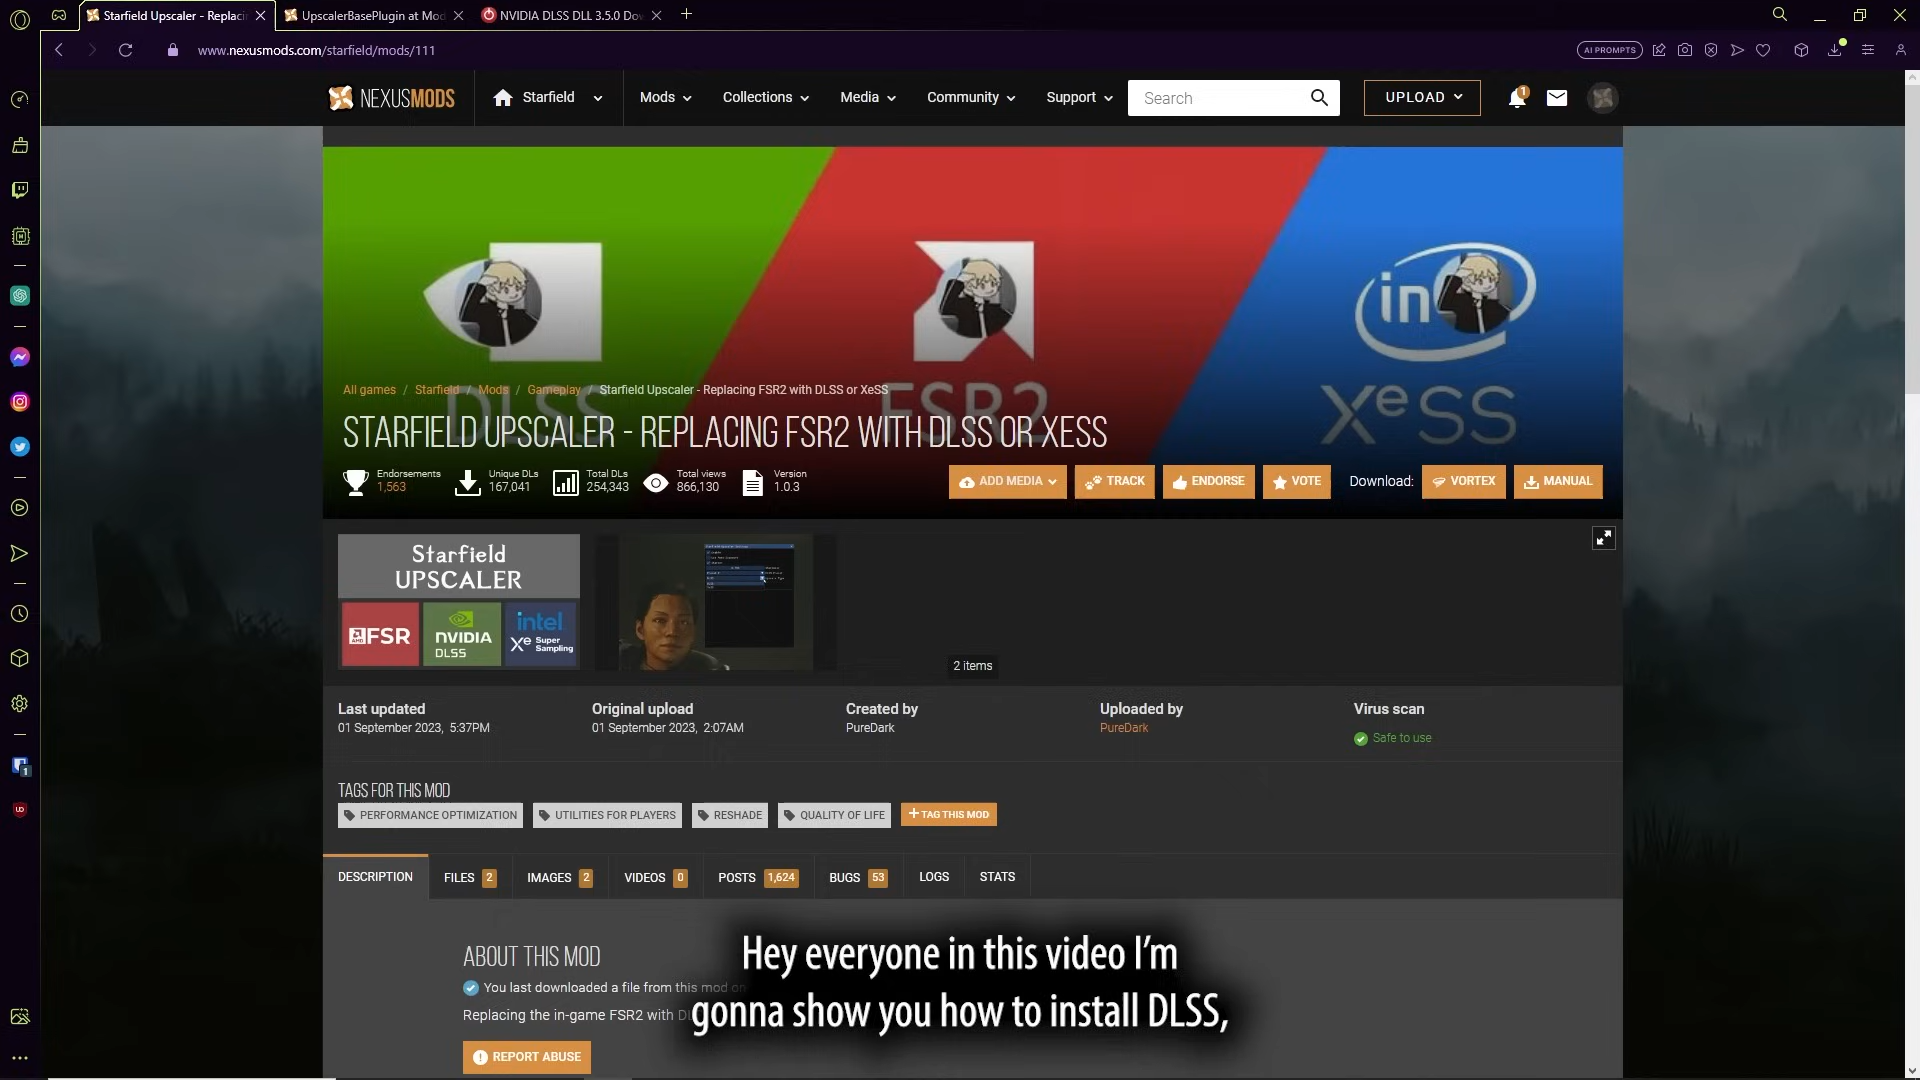 Starfield Upscaler - Replaci
UpscalerBasePlugin at Mod
NVIDIA DLSS DLL 3.5.0 Do
www.nexusmods.com/starfield/mods/111
AI PROMPTS
NEXUSMODS
Starfield
Mods
Collections
Media
Community
Support
Search
UPLOAD
1
in
DLSS
FSR2
XeSS
All games / Starfield / Mods / Gameplay / Starfield Upscaler - Replacing FSR2 with DLSS or XeSS
STARFIELD UPSCALER - REPLACING FSR2 WITH DLSS OR XESS
Endorsements
1,563
Unique DLs
167,041
Total DLs
254,343
Total views
866,130
Version
1.0.3
ADD MEDIA
TRACK
ENDORSE
VOTE
Download:
VORTEX
MANUAL
Starfield
UPSCALER
AMD FSR
NVIDIA
DLSS
intel
Xe Super
Sampling
2 items
Last updated
01 September 2023, 5:37PM
Original upload
01 September 2023, 2:07AM
Created by
PureDark
Uploaded by
PureDark
Virus scan
Safe to use
TAGS FOR THIS MOD
PERFORMANCE OPTIMIZATION
UTILITIES FOR PLAYERS
RESHADE
QUALITY OF LIFE
+ TAG THIS MOD
DESCRIPTION
FILES 2
IMAGES 2
VIDEOS 0
POSTS 1,624
BUGS 53
LOGS
STATS
ABOUT THIS MOD
You last downloaded a file from this mod on
Replacing the in-game FSR2 with DL
REPORT ABUSE
Hey everyone in this video I'm
gonna show you how to install DLSS,
1